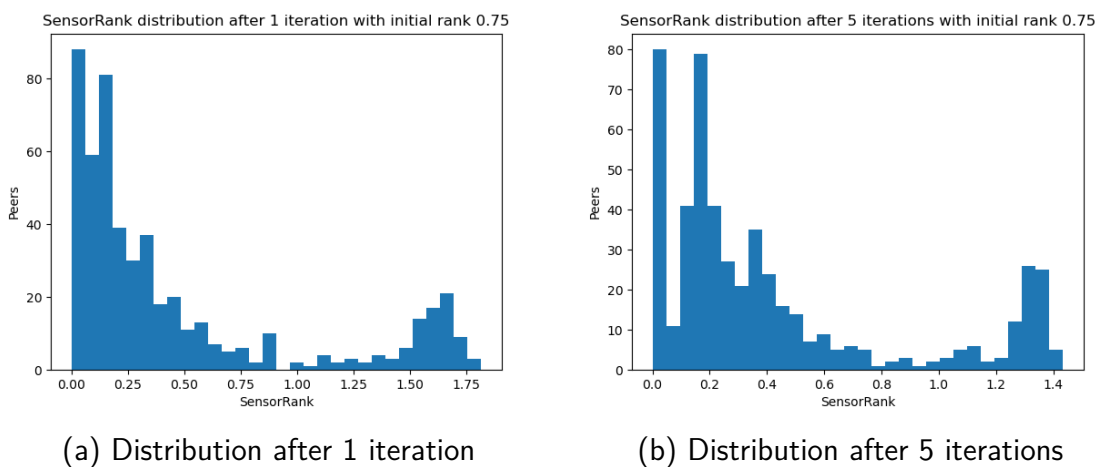 SensorRank distribution after 1 iteration with initial rank 0.75
80
60
40
20
0
Peers
0.00 0.25 0.50 0.75 1.00 1.25 1.50 1.75
SensorRank
(a) Distribution after 1 iteration
SensorRank distribution after 5 iterations with initial rank 0.75
80
70
60
50
40
30
20
10
0
Peers
0.0 0.2 0.4 0.6 0.8 1.0 1.2 1.4
SensorRank
(b) Distribution after 5 iterations